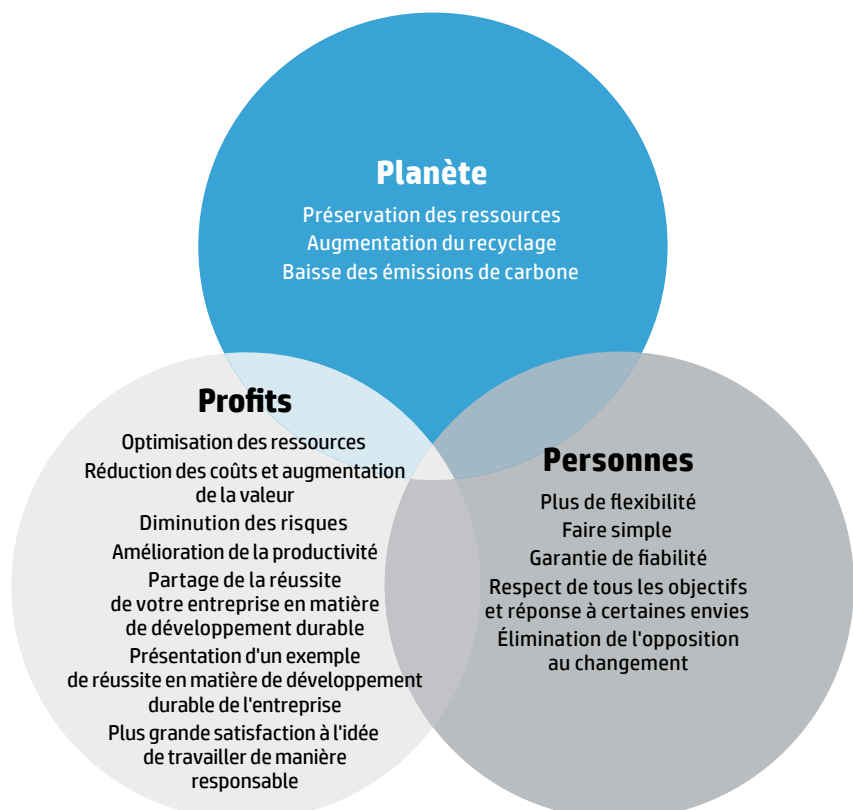 Planète
Préservation des ressources
Augmentation du recyclage
Baisse des émissions de carbone
Profits
Optimisation des ressources
Réduction des coûts et augmentation
de la valeur
Diminution des risques
Amélioration de la productivité
Partage de la réussite
de votre entreprise en matière
de développement durable
Présentation d'un exemple
de réussite en matière de développement
durable de l'entreprise
Plus grande satisfaction à l'idée
de travailler de manière
responsable
Personnes
Plus de flexibilité
Faire simple
Garantie de fiabilité
Respect de tous les objectifs
et réponse à certaines envies
Élimination de l'opposition
au changement